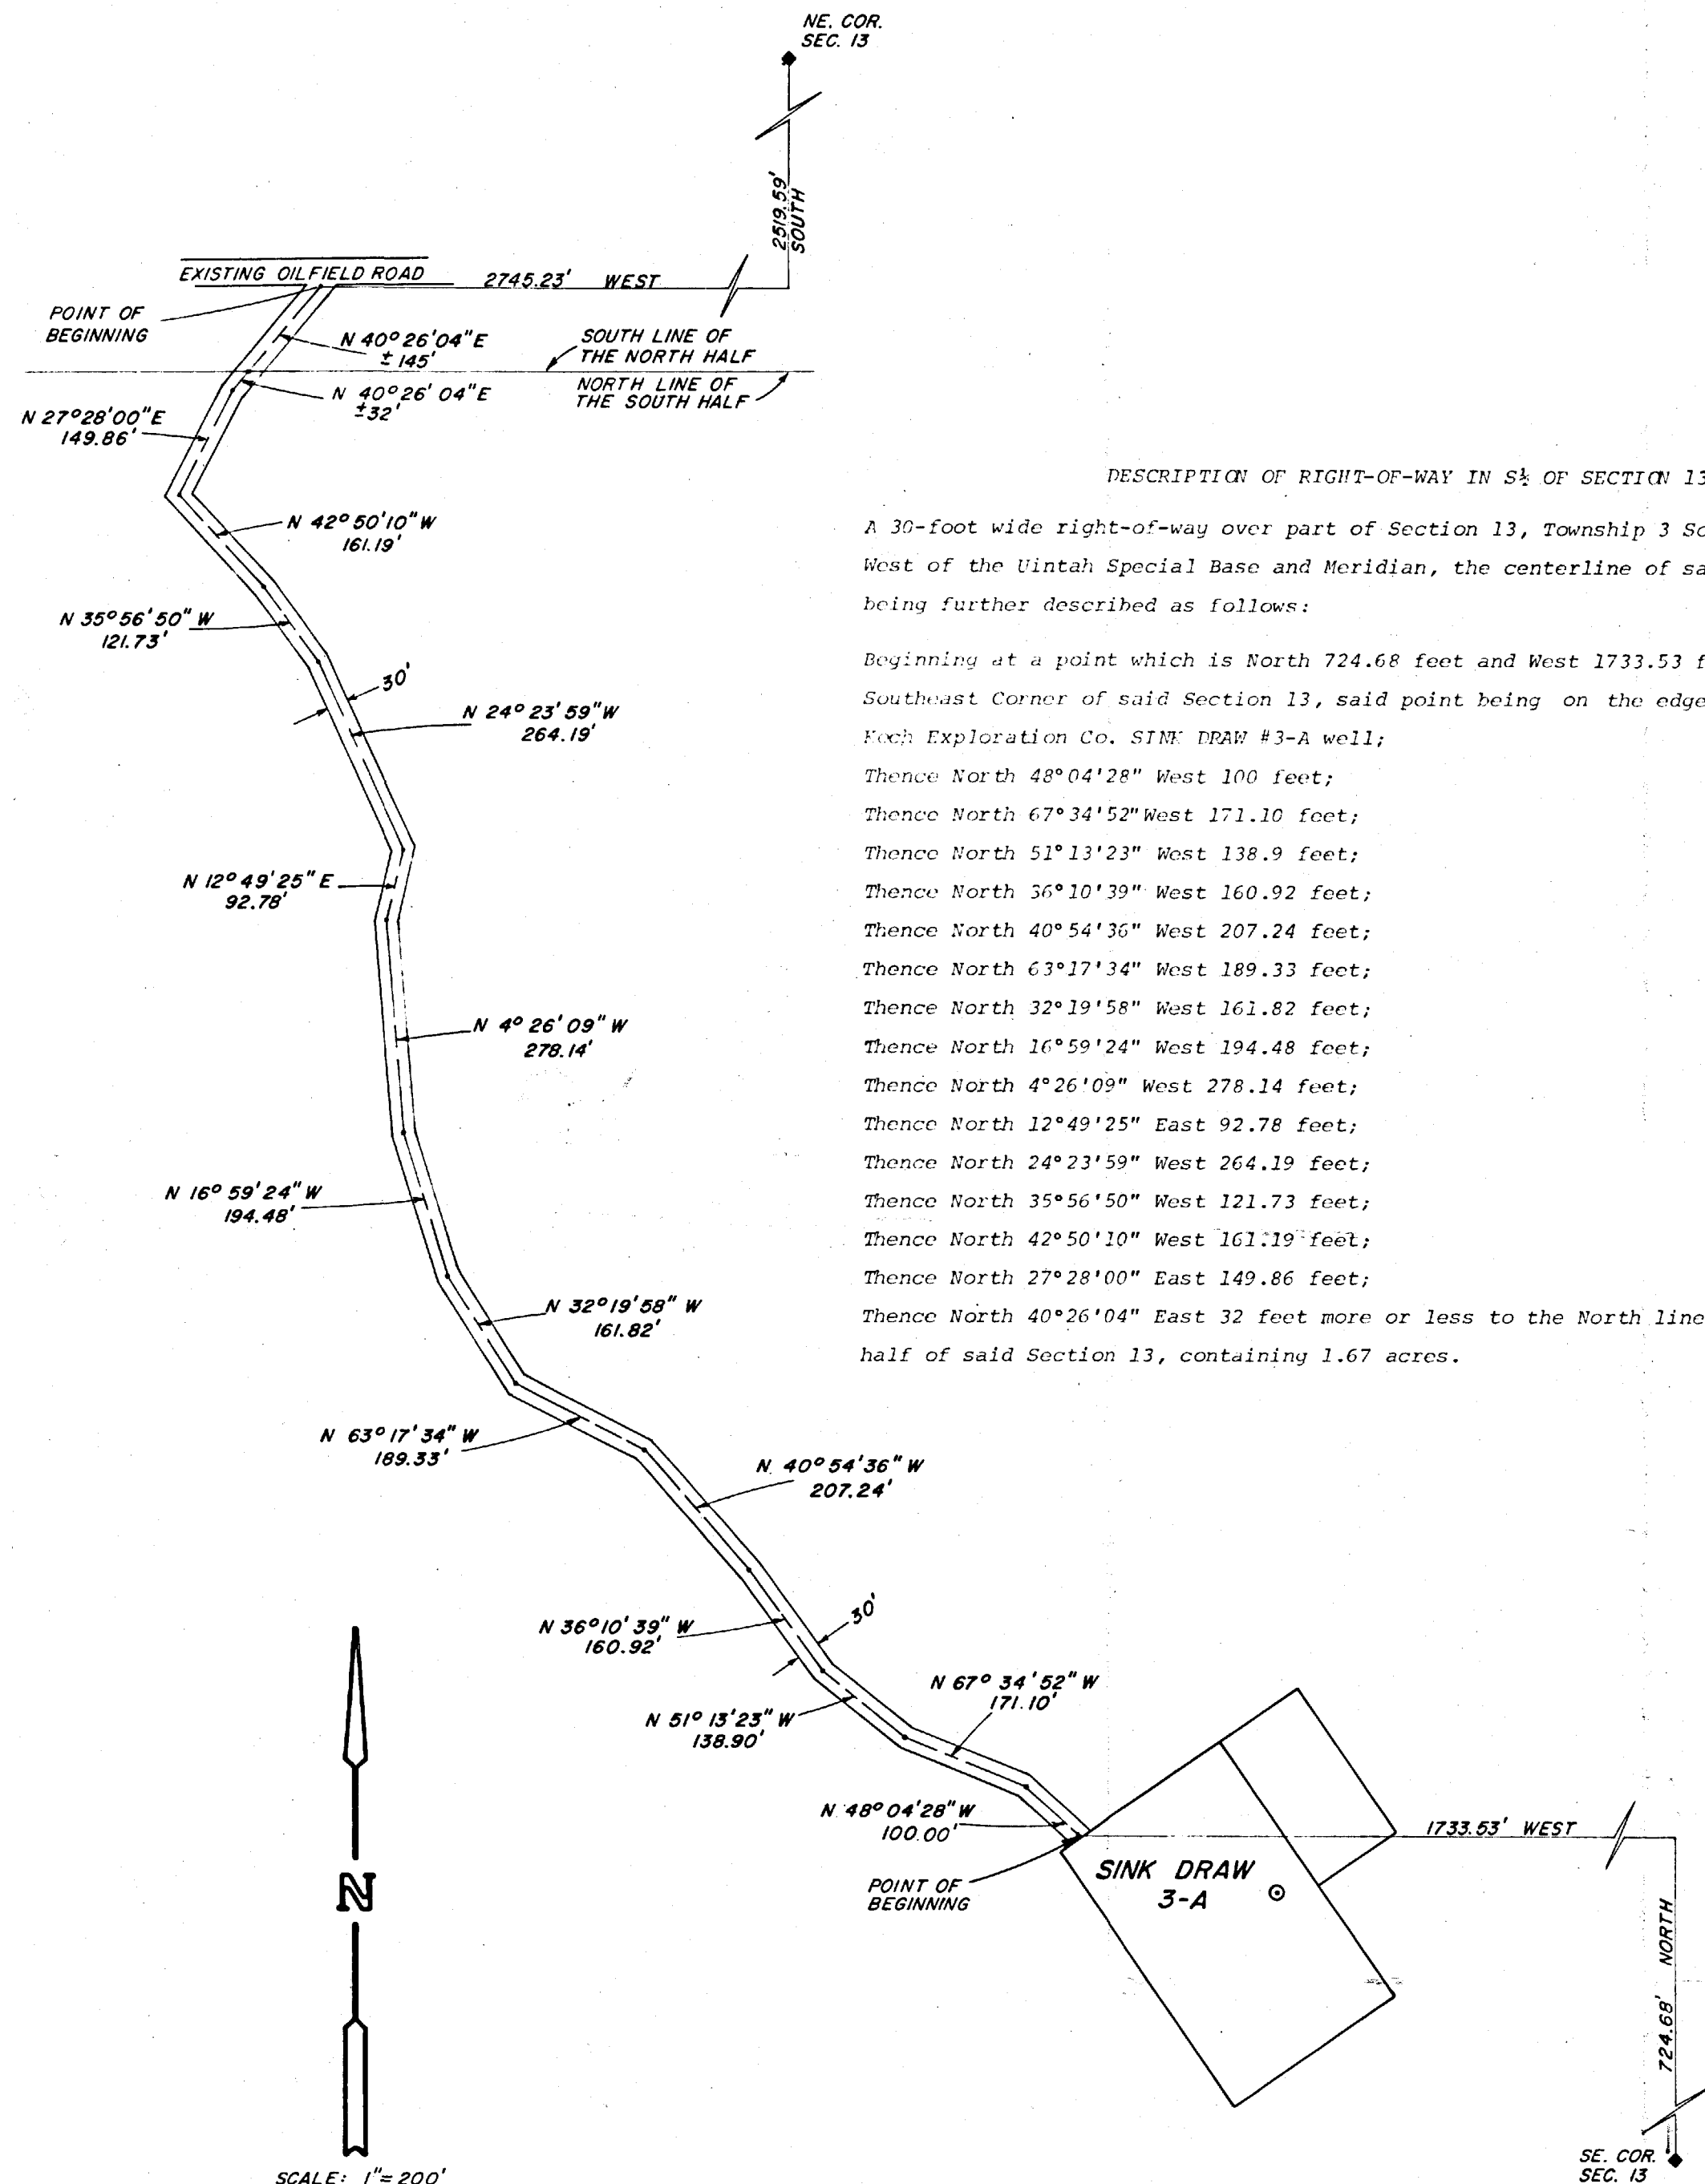 NE. COR.
SEC. 13
2519.59'
SOUTH
EXISTING OILFIELD ROAD
2745.23' WEST
POINT OF
BEGINNING
N 40° 26' 04" E
± 145'
SOUTH LINE OF
THE NORTH HALF
NORTH LINE OF
THE SOUTH HALF
N 40° 26' 04" E
±32'
N 27° 28' 00" E
149.86'
N 42° 50' 10" W
161.19'
N 35° 56' 50" W
121.73'
30'
N 24° 23' 59" W
264.19'
N 12° 49' 25" E
92.78'
N 4° 26' 09" W
278.14'
N 16° 59' 24" W
194.48'
N 32° 19' 58" W
161.82'
N 63° 17' 34" W
189.33'
N. 40° 54' 36" W
207.24'
N 36° 10' 39" W
160.92'
30'
N 67° 34' 52" W
171.10'
N 51° 13' 23" W
138.90'
N 48° 04' 28" W
100.00'
POINT OF
BEGINNING
SINK DRAW
3-A
1733.53' WEST
724.68' NORTH
SE. COR.
SEC. 13
N
SCALE: 1"= 200'
DESCRIPTION OF RIGHT-OF-WAY IN S½ OF SECTION 13
A 30-foot wide right-of-way over part of Section 13, Township 3
West of the Uintah Special Base and Meridian, the centerline of
being further described as follows:
Beginning at a point which is North 724.68 feet and West 1733.53
Southeast Corner of said Section 13, said point being on the edge
Koch Exploration Co. SINK DRAW #3-A well;
Thence North 48°04'28" West 100 feet;
Thence North 67°34'52" West 171.10 feet;
Thence North 51°13'23" West 138.9 feet;
Thence North 36°10'39" West 160.92 feet;
Thence North 40°54'36" West 207.24 feet;
Thence North 63°17'34" West 189.33 feet;
Thence North 32°19'58" West 161.82 feet;
Thence North 16°59'24" West 194.48 feet;
Thence North 4°26'09" West 278.14 feet;
Thence North 12°49'25" East 92.78 feet;
Thence North 24°23'59" West 264.19 feet;
Thence North 35°56'50" West 121.73 feet;
Thence North 42°50'10" West 161.19 feet;
Thence North 27°28'00" East 149.86 feet;
Thence North 40°26'04" East 32 feet more or less to the North line
half of said Section 13, containing 1.67 acres.